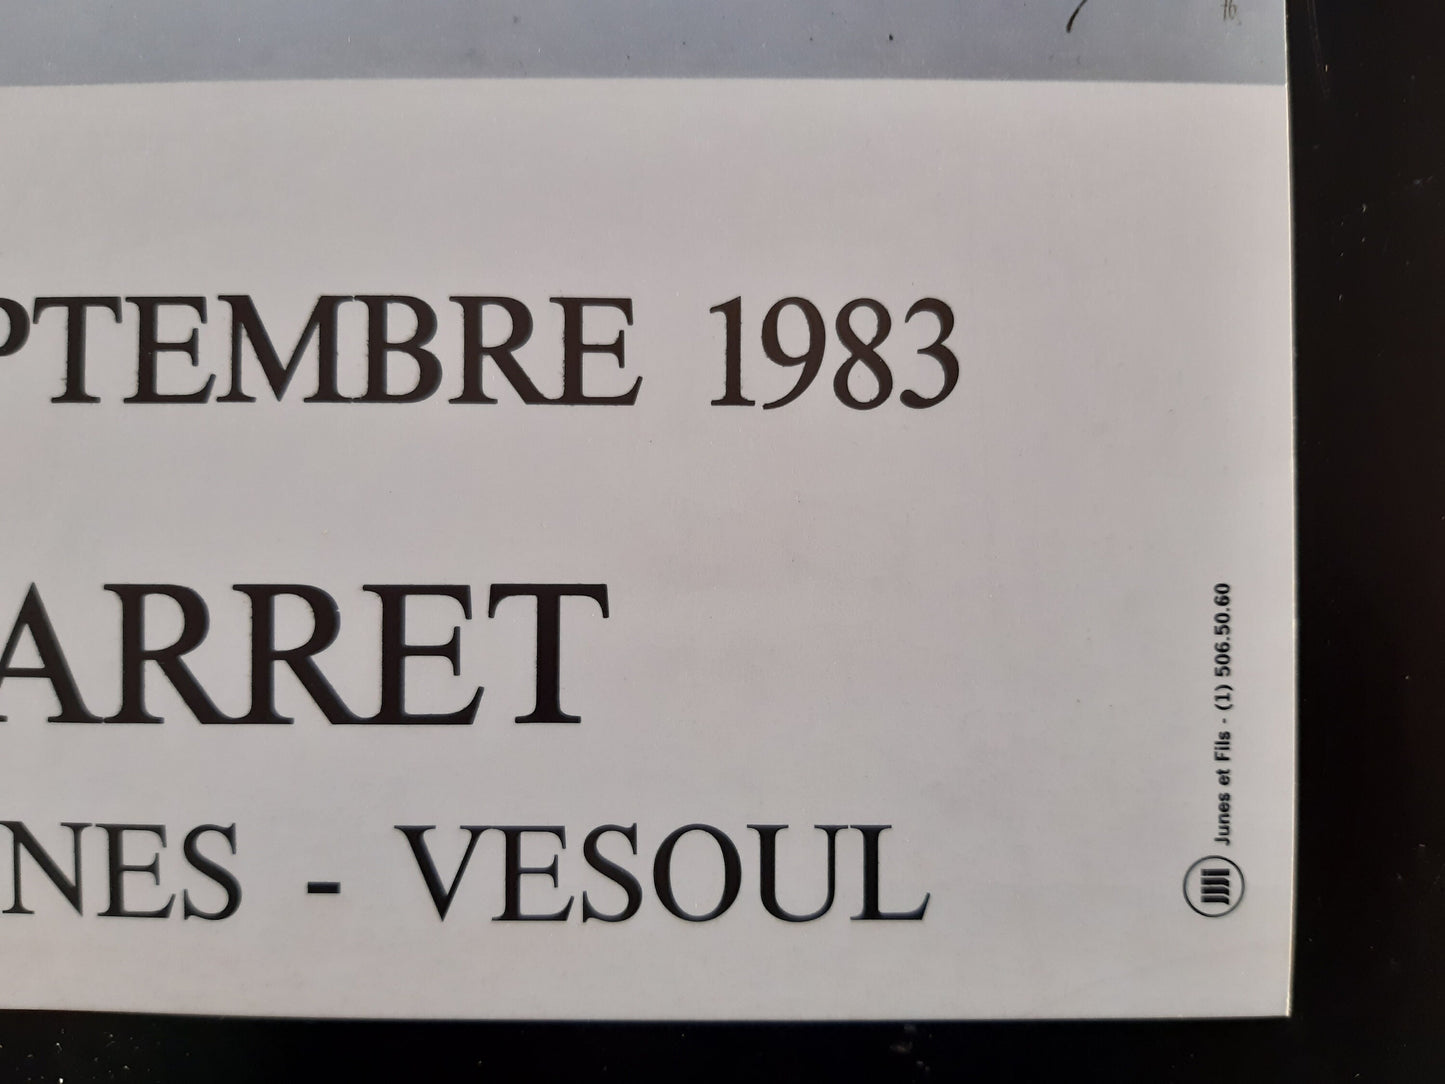 PTEMBRE 1983
ARRET
NES - VESOUL
Junes et Fils - (1) 506.50.60